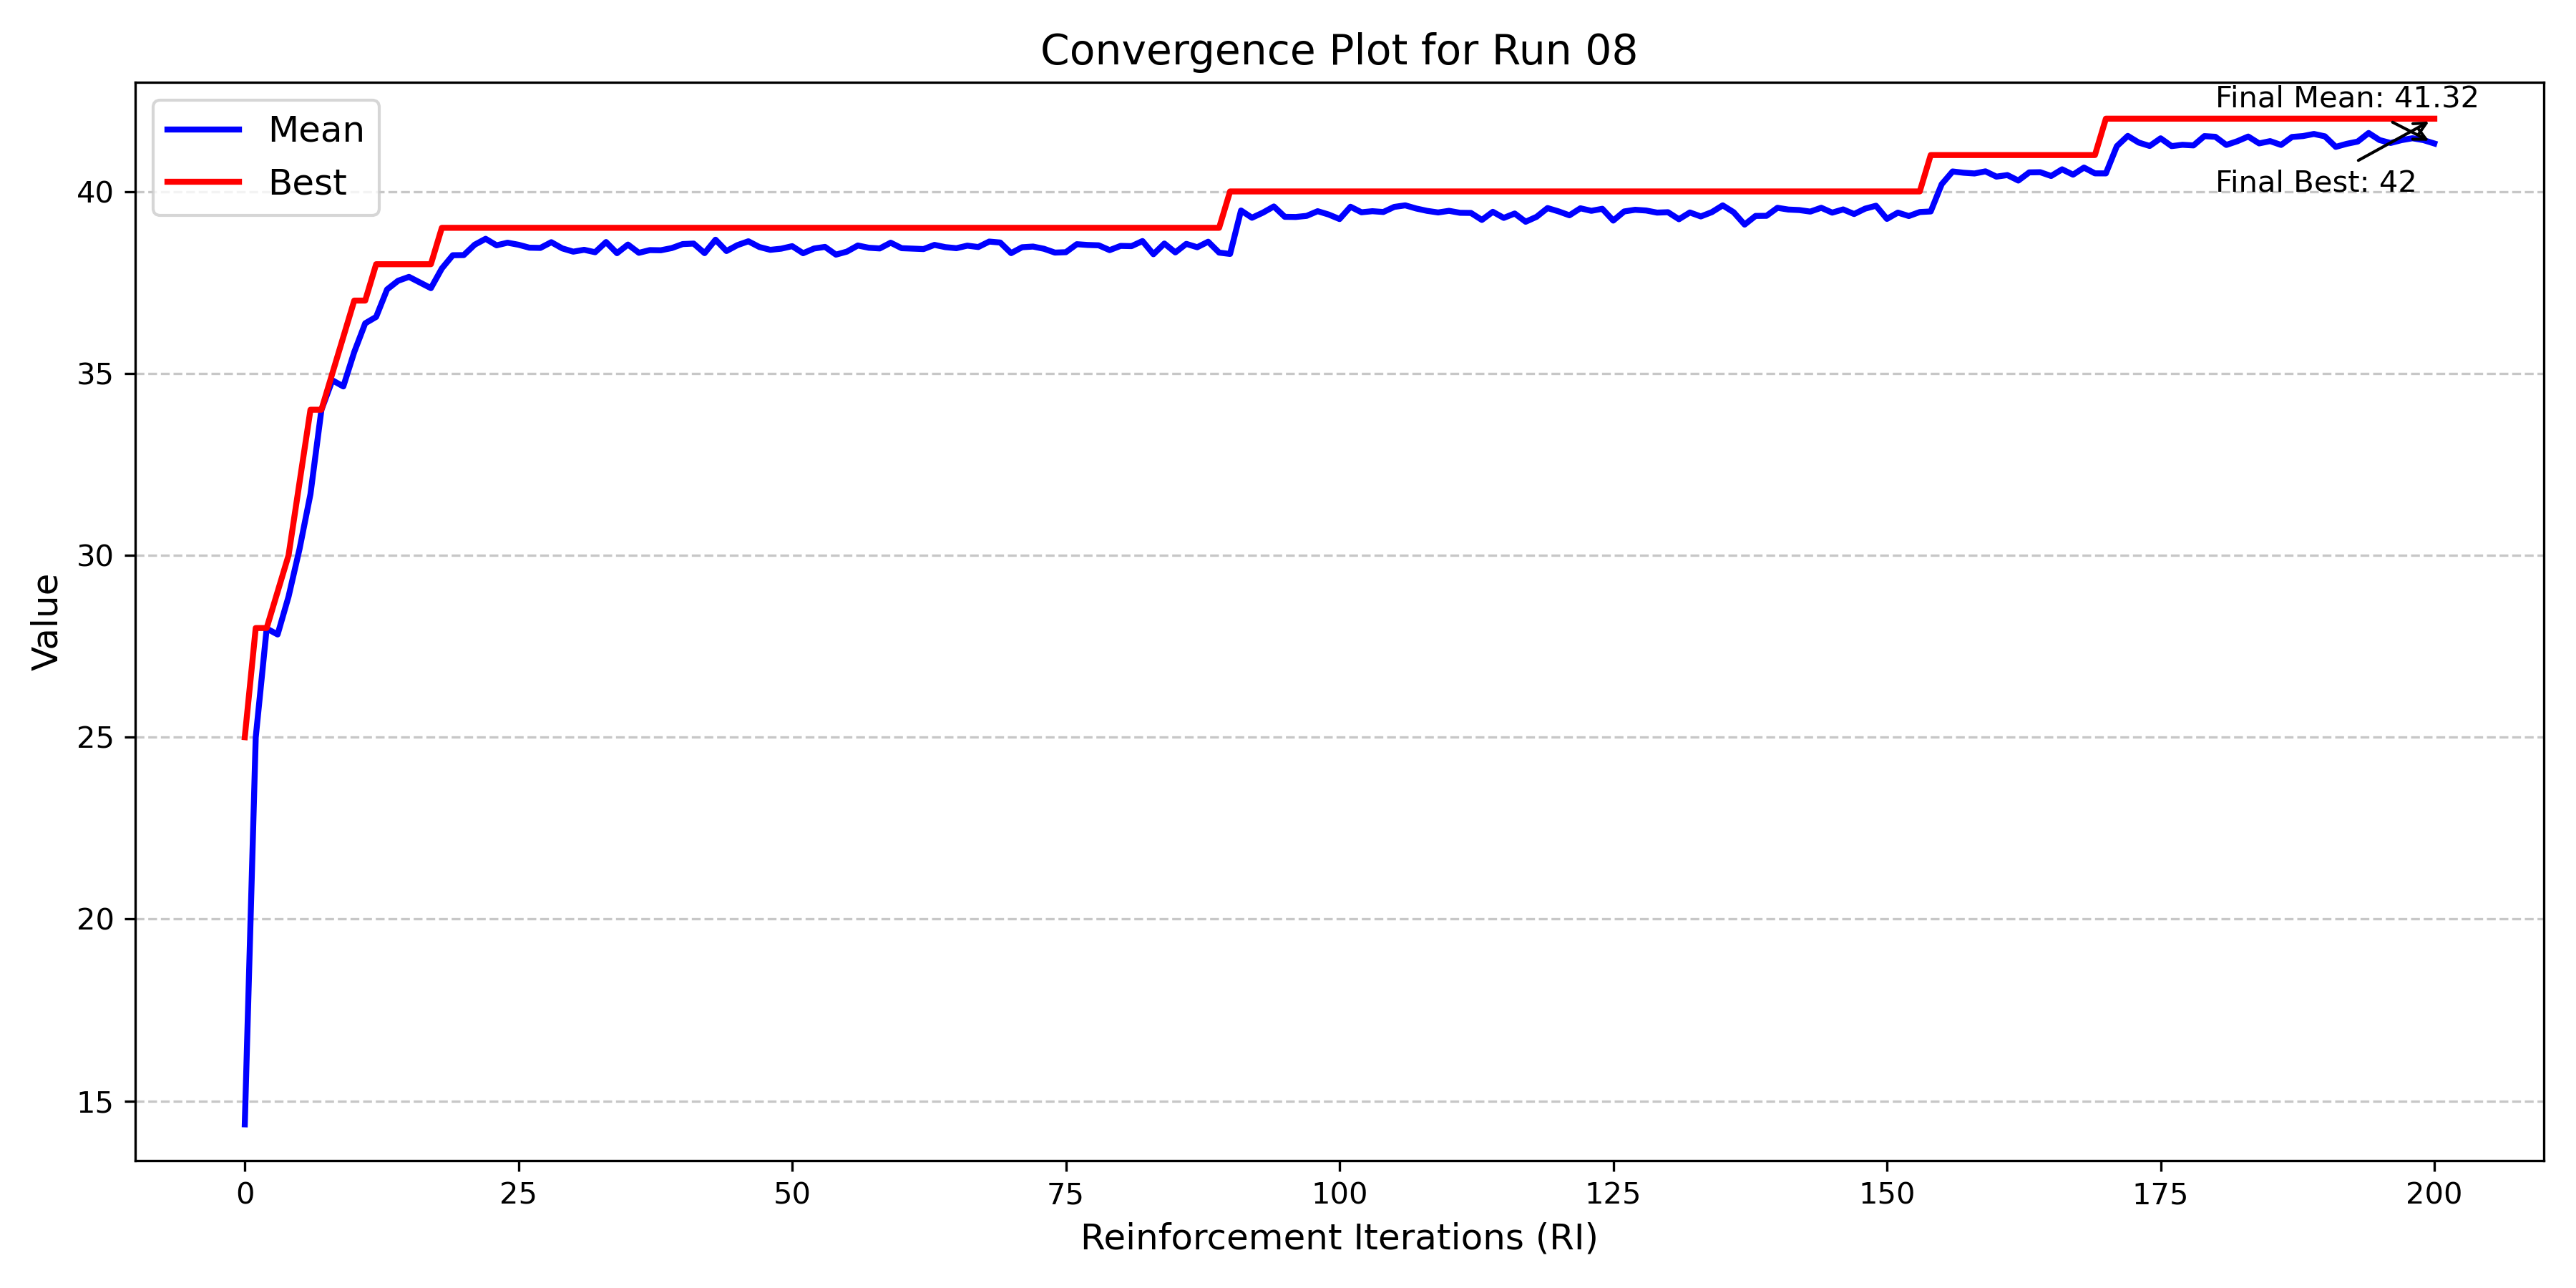 Convergence Plot for Run 08
Mean
Best
Final Mean: 41.32
Final Best: 42
Value
40
35
30
25
20
15
0 25 50 75 100 125 150 175 200
Reinforcement Iterations (RI)